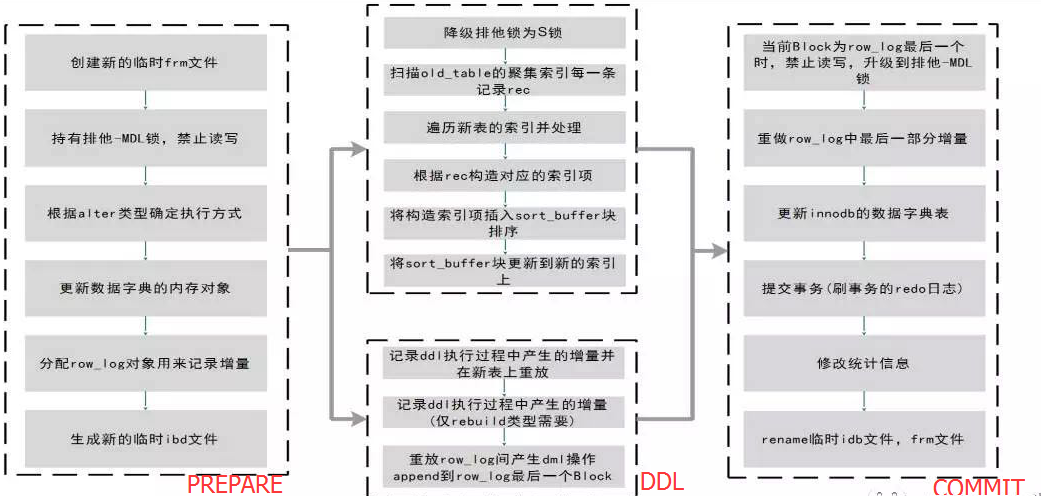 创建新的临时frm文件
持有排他-MDL锁，禁止读写
根据alter类型确定执行方式
更新数据字典的内存对象
分配row_log对象用来记录增量
生成新的临时ibd文件
PREPARE
降级排他锁为S锁
扫描old_table的聚集索引每一条
记录rec
遍历新表的索引并处理
根据rec构造对应的索引项
将构造索引项插入sort_buffer块
排序
将sort_buffer块更新到新的索引
上
记录ddl执行过程中产生的增量并
在新表上重放
记录ddl执行过程中产生的增量
(仅rebuild类型需要)
重放row_log间产生dml操作
append到row_log最后一个Block
DDL
当前Block为row_log最后一个
时，禁止读写，升级到排他-MDL
锁
重做row_log中最后一部分增量
更新innodb的数据字典表
提交事务(刷事务的redo日志)
修改统计信息
rename临时idb文件，frm文件
COMMIT